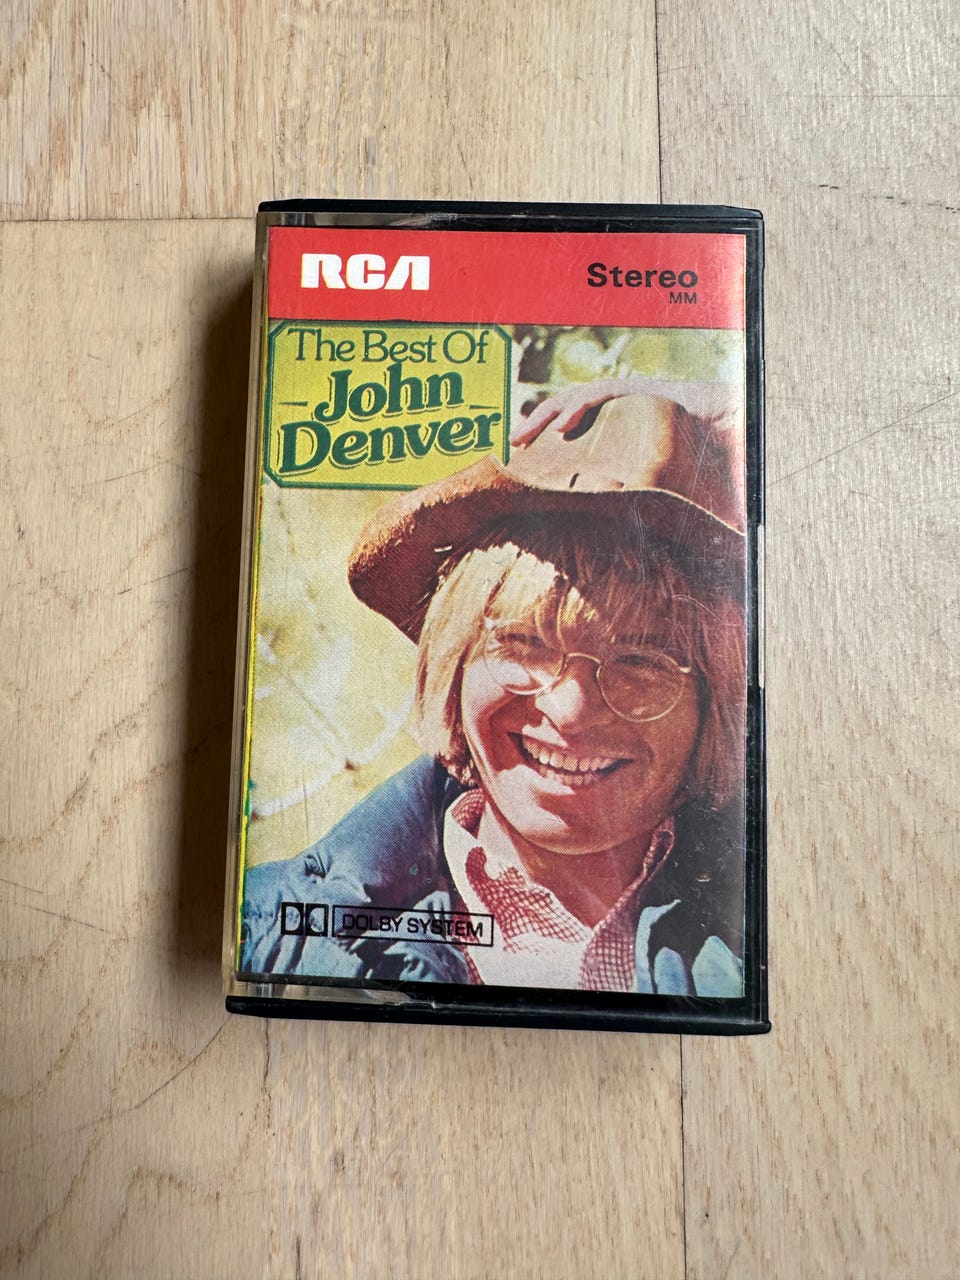 RCA
Stereo
MM
The Best Of
John
Denver
DOLBY SYSTEM